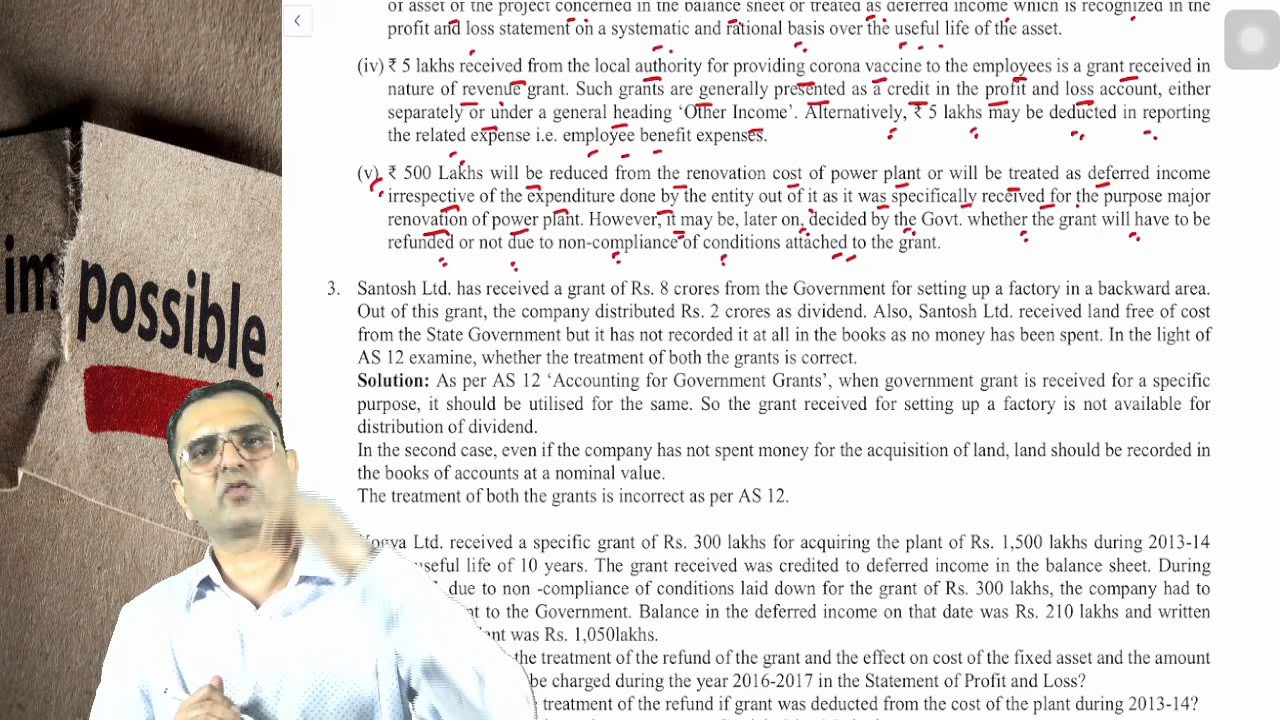 of asset of the project concerned in the balance sheet or treated as deferred income which is recognized in the
profit and loss statement on a systematic and rational basis over the useful life of the asset.
(iv) ₹ 5 lakhs received from the local authority for providing corona vaccine to the employees is a grant received in
nature of revenue grant. Such grants are generally presented as a credit in the profit and loss account, either
separately or under a general heading ‘Other Income’. Alternatively, ₹ 5 lakhs may be deducted in reporting
the related expense i.e. employee benefit expenses.
(v) ₹ 500 Lakhs will be reduced from the renovation cost of power plant or will be treated as deferred income
irrespective of the expenditure done by the entity out of it as it was specifically received for the purpose major
renovation of power plant. However, it may be, later on, decided by the Govt. whether the grant will have to be
refunded or not due to non-compliance of conditions attached to the grant.
3. Santosh Ltd. has received a grant of Rs. 8 crores from the Government for setting up a factory in a backward area.
Out of this grant, the company distributed Rs. 2 crores as dividend. Also, Santosh Ltd. received land free of cost
from the State Government but it has not recorded it at all in the books as no money has been spent. In the light of
AS 12 examine, whether the treatment of both the grants is correct.
Solution: As per AS 12 ‘Accounting for Government Grants’, when government grant is received for a specific
purpose, it should be utilised for the same. So the grant received for setting up a factory is not available for
distribution of dividend.
In the second case, even if the company has not spent money for the acquisition of land, land should be recorded in
the books of accounts at a nominal value.
The treatment of both the grants is incorrect as per AS 12.
Ltd. received a specific grant of Rs. 300 lakhs for acquiring the plant of Rs. 1,500 lakhs during 2013-14
useful life of 10 years. The grant received was credited to deferred income in the balance sheet. During
due to non -compliance of conditions laid down for the grant of Rs. 300 lakhs, the company had to
to the Government. Balance in the deferred income on that date was Rs. 210 lakhs and written
was Rs. 1,050lakhs.
the treatment of the refund of the grant and the effect on cost of the fixed asset and the amount
be charged during the year 2016-2017 in the Statement of Profit and Loss?
treatment of the refund if grant was deducted from the cost of the plant during 2013-14?
im possible